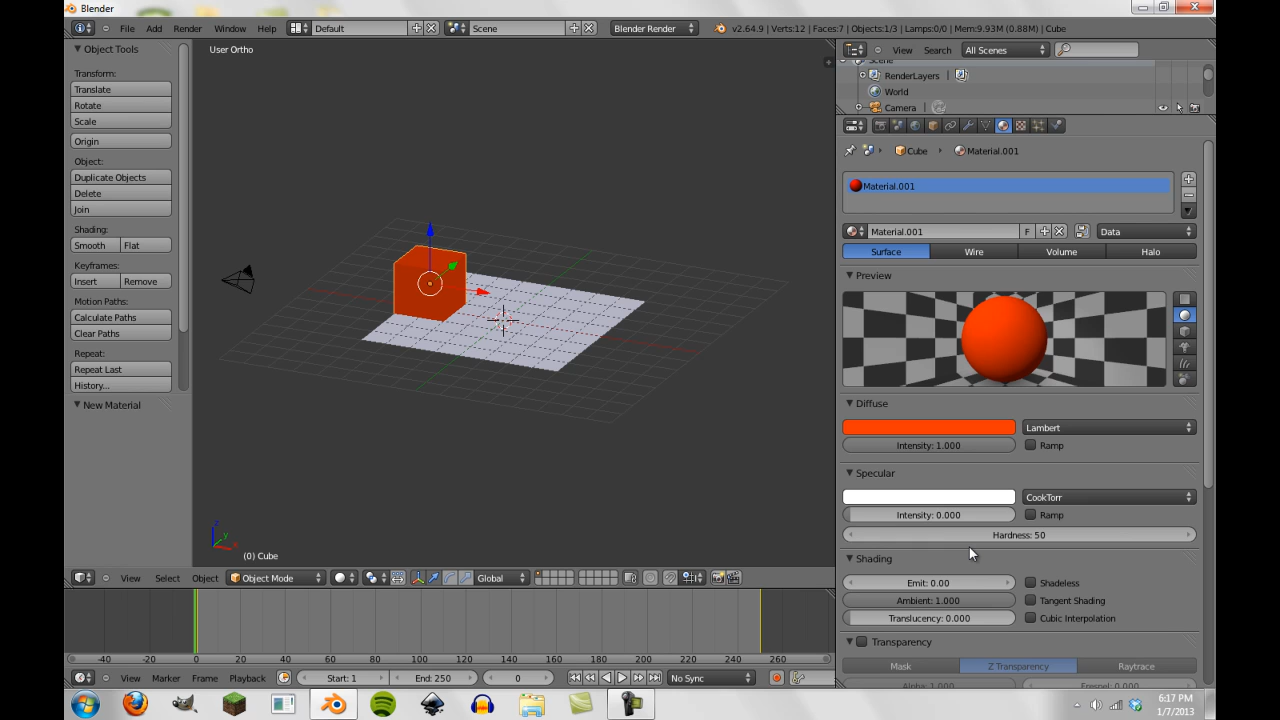 Blender
File Add Render Window Help Default Scene Blender Render v2.64.9 | Verts:12 | Faces:7 | Objects:1/3 | Lamps:0/0 | Mem:9.93M (0.88M) | Cube
Object Tools
Transform:
Translate
Rotate
Scale
Origin
Object:
Duplicate Objects
Delete
Join
Shading:
Smooth Flat
Keyframes:
Insert Remove
Motion Paths:
Calculate Paths
Clear Paths
Repeat:
Repeat Last
History...
New Material
User Ortho
z
y
x
(0) Cube
View Select Object Object Mode Global
-40 -20 0 20 40 60 80 100 120 140 160 180 200 220 240 260
View Marker Frame Playback Start: 1 End: 250 0 No Sync
View Search All Scenes
Scene
RenderLayers
World
Camera
Cube Material.001
Material.001
Material.001 F Data
Surface Wire Volume Halo
Preview
Diffuse
Lambert
Intensity: 1.000 Ramp
Specular
CookTorr
Intensity: 0.000 Ramp
Hardness: 50
Shading
Emit: 0.00 Shadeless
Ambient: 1.000 Tangent Shading
Translucency: 0.000 Cubic Interpolation
Transparency
Mask Z Transparency Raytrace
Alpha: 1.000 Fresnel: 0.000
6:17 PM
1/7/2013